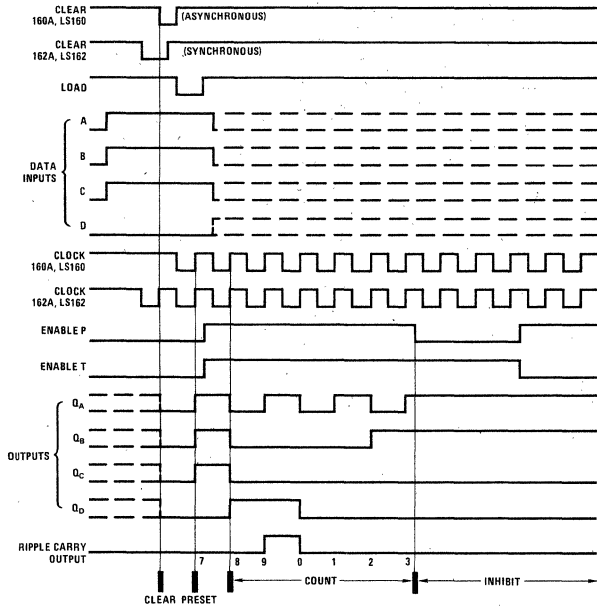 CLEAR
160A, LS160
(ASYNCHRONOUS)
CLEAR
162A, LS162
(SYNCHRONOUS)
LOAD
DATA
INPUTS
A
B
C
D
CLOCK
160A, LS160
CLOCK
162A, LS162
ENABLE P
ENABLE T
OUTPUTS
QA
QB
QC
QD
RIPPLE CARRY
OUTPUT
7 8 9 0 1 2 3
COUNT
INHIBIT
CLEAR PRESET